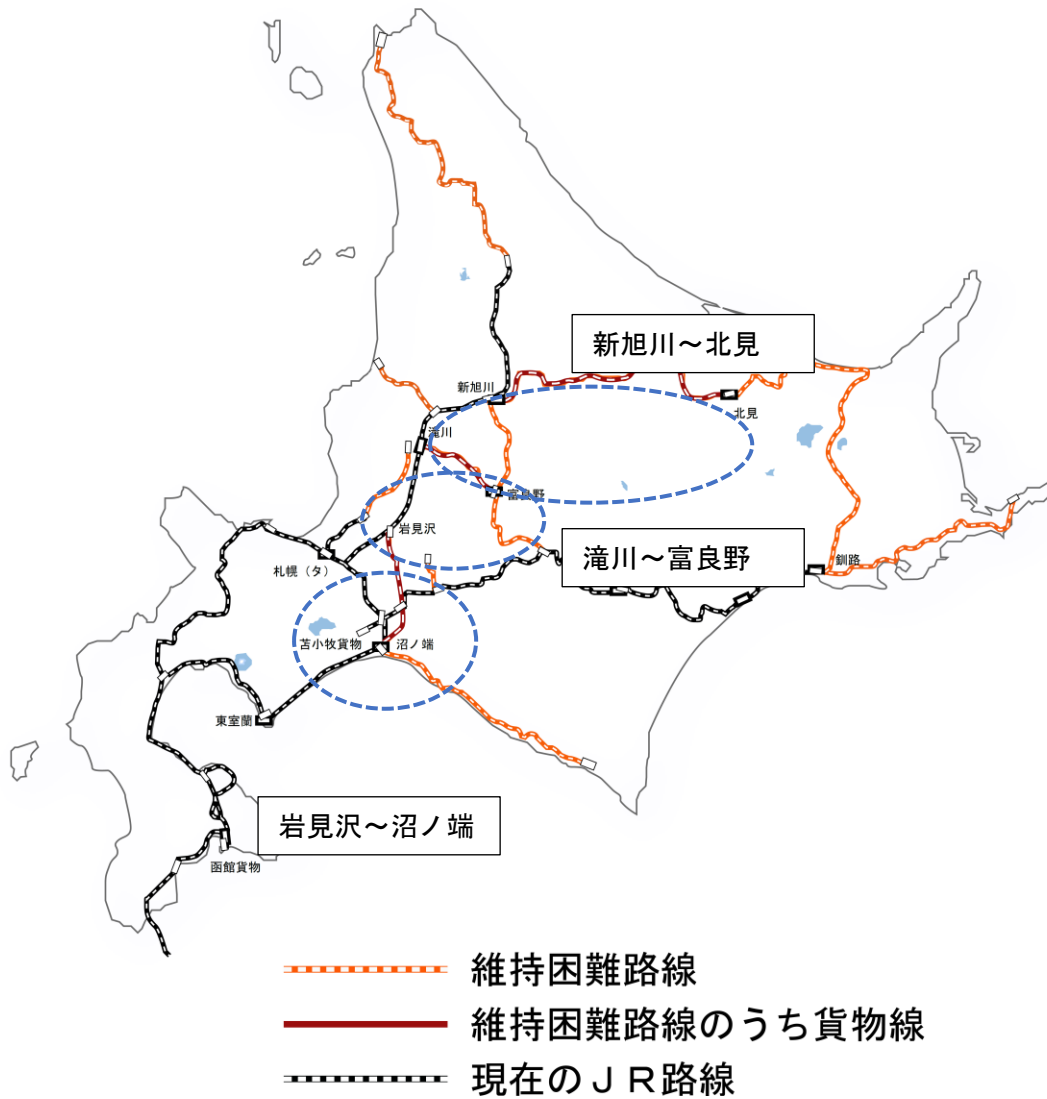 新旭川～北見
新旭川
北見
滝川
富良野
岩見沢
滝川～富良野
釧路
札幌（タ）
苫小牧貨物
沼ノ端
東室蘭
岩見沢～沼ノ端
函館貨物
維持困難路線
維持困難路線のうち貨物線
現在のＪＲ路線